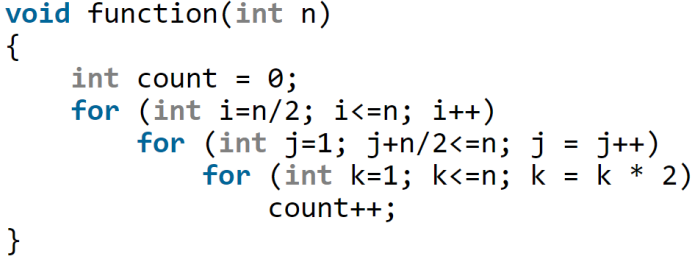 void function(int n)
{
    int count = 0;
    for (int i=n/2; i<=n; i++)
        for (int j=1; j+n/2<=n; j = j++)
            for (int k=1; k<=n; k = k * 2)
                count++;
}